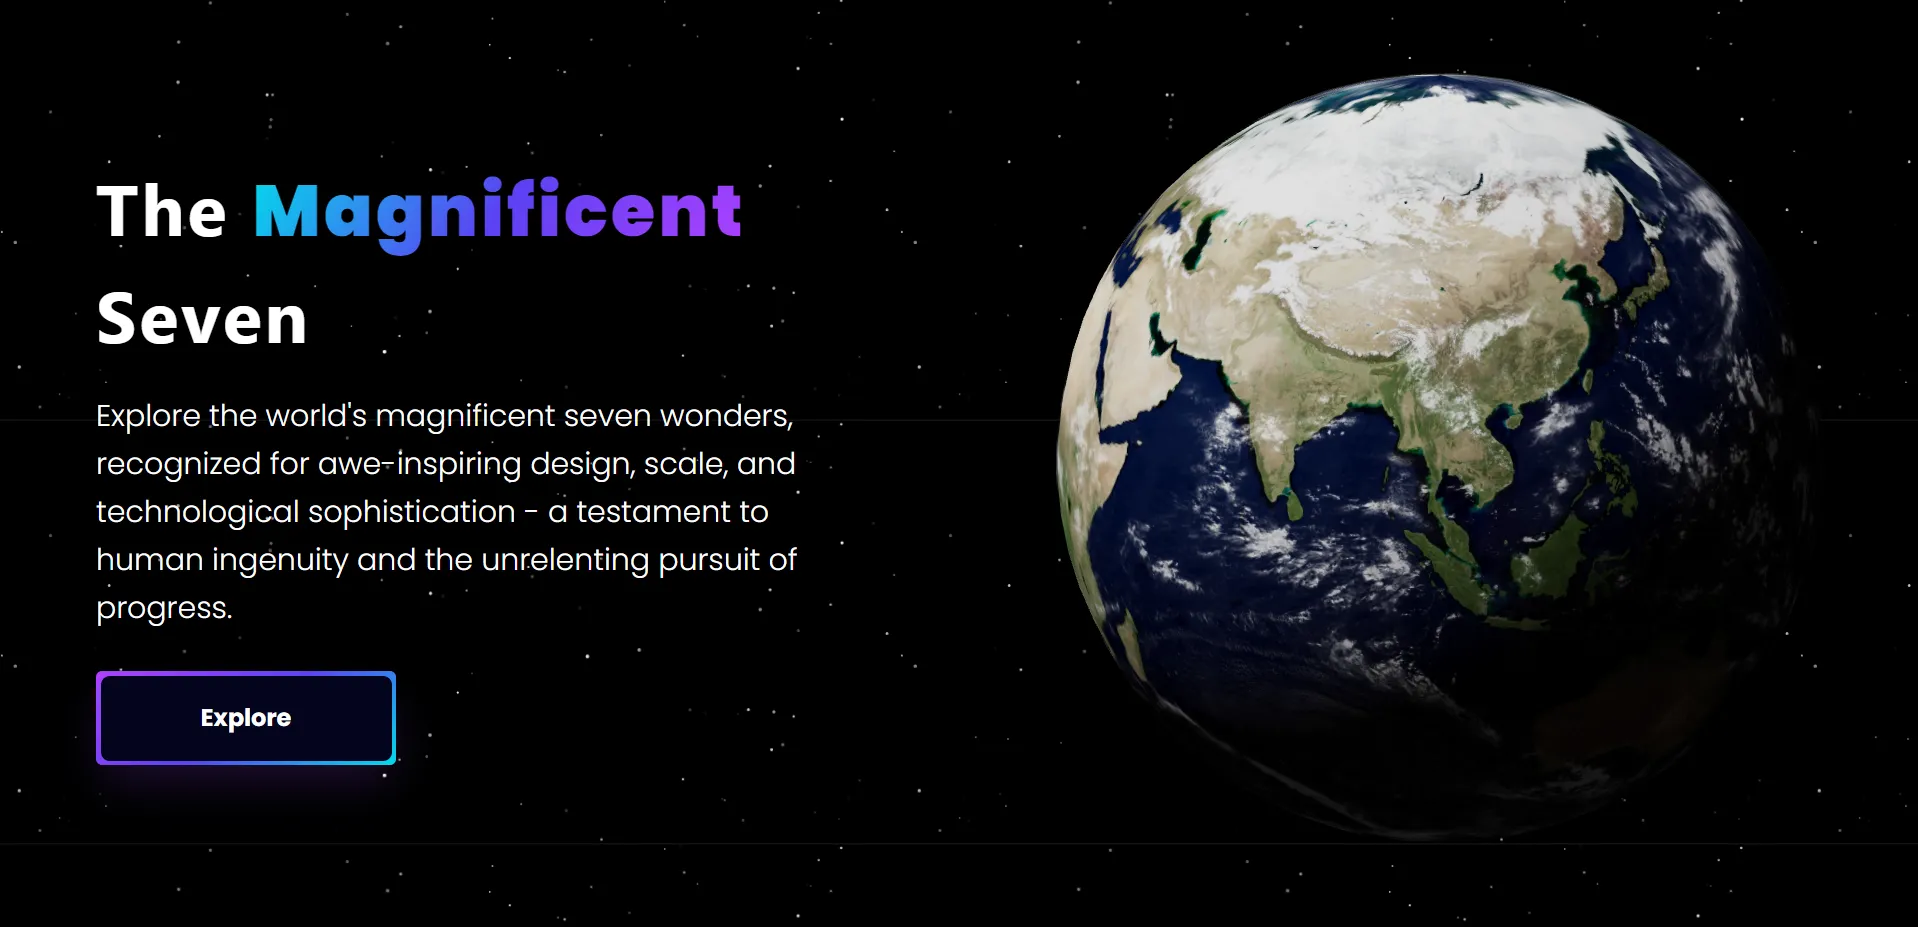 The Magnificent
Seven
Explore the world's magnificent seven wonders,
recognized for awe-inspiring design, scale, and
technological sophistication - a testament to
human ingenuity and the unrelenting pursuit of
progress.
Explore